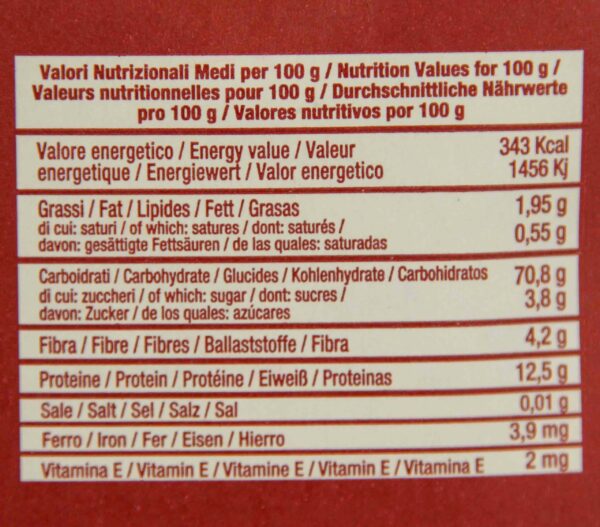 Valori Nutrizionali Medi per 100 g / Nutrition Values for 100 g /
Valeurs nutritionnelles pour 100 g / Durchschnittliche Nährwerte
pro 100 g / Valores nutritivos por 100 g
Valore energetico / Energy value / Valeur 343 Kcal
energetique / Energiewert / Valor energetico 1456 Kj
Grassi / Fat / Lipides / Fett / Grasas 1,95 g
di cui: saturi / of which: satures / dont: saturés / 0,55 g
davon: gesättigte Fettsäuren / de las quales: saturadas
Carboidrati / Carbohydrate / Glucides / Kohlenhydrate / Carbohidratos 70,8 g
di cui: zuccheri / of which: sugar / dont: sucres / 3,8 g
davon: Zucker / de los quales: azúcares
Fibra / Fibre / Fibres / Ballaststoffe / Fibra 4,2 g
Proteine / Protein / Protéine / Eiweiß / Proteinas 12,5 g
Sale / Salt / Sel / Salz / Sal 0,01 g
Ferro / Iron / Fer / Eisen / Hierro 3,9 mg
Vitamina E / Vitamin E / Vitamine E / Vitamin E / Vitamina E 2 mg